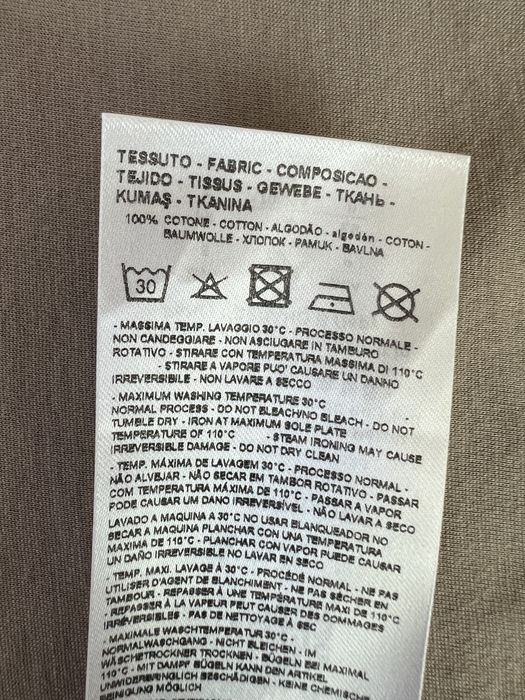 TESSUTO - FABRIC - COMPOSICAO -
TEJIDO - TISSUS - GEWEBE - ТКАНЬ -
KUMAŞ - TKANINA
100% COTONE - COTTON - ALGODÃO - algodón - COTON -
BAUMWOLLE - ХЛОПОК - PAMUK - BAVLNA
30
- MASSIMA TEMP. LAVAGGIO 30°C - PROCESSO NORMALE -
NON CANDEGGIARE - NON ASCIUGARE IN TAMBURO
ROTATIVO - STIRARE CON TEMPERATURA MASSIMA DI 110°C
- STIRARE A VAPORE PUO' CAUSARE UN DANNO
IRREVERSIBILE - NON LAVARE A SECCO
- MAXIMUM WASHING TEMPERATURE 30°C -
NORMAL PROCESS - DO NOT BLEACHNG BLEACH - DO NOT
TUMBLE DRY - IRON AT MAXIMUM SOLE PLATE
TEMPERATURE OF 110°C - STEAM IRONING MAY CAUSE
IRREVERSIBLE DAMAGE - DO NOT DRY CLEAN
- TEMP. MÁXIMA DE LAVAGEM 30°C - PROCESSO NORMAL -
NÃO ALVEJAR - NÃO SECAR EM TAMBOR ROTATIVO - PASSAR
COM TEMPERATURA MÁXIMA DE 110°C - PASSAR A VAPOR
PODE CAUSAR UM DANO IRREVERSÍVEL - NÃO LAVAR A SECO
LAVADO A MAQUINA A 30°C NO USAR BLANQUEADOR NO
SECAR A MAQUINA PLANCHAR CON UNA TEMPERATURA
MAXIMA DE 110°C - PLANCHAR CON VAPOR PUEDE CAUSAR
UN DAÑO IRREVERSIBLE NO LAVAR EN SECO
- TEMP. MAXI. LAVAGE À 30°C - PROCÉDÉ NORMAL - NE PAS
UTILISER D'AGENT DE BLANCHIMENT - NE PAS SÉCHER EN
TAMBOUR - REPASSER À UNE TEMPÉRATURE MAXI DE 110°C
- REPASSER À LA VAPEUR PEUT CAUSER DES DOMMAGES
IRRÉVERSIBLES - PAS DE NETTOYAGE À SEC
- MAXIMALE WASCHTEMPERATUR 30°C -
NORMALWASCHGANG - NICHT BLEICHEN - IM
WÄSCHETROCKNER TROCKNEN - BÜGELN BEI MAXIMAL
110°C - MIT DAMPF BÜGELN KANN DEN ARTIKEL
UNWIDERBRINGLICH BESCHÄDIGEN - KEINE CHEMISCHE
REINIGUNG MÖGLICH